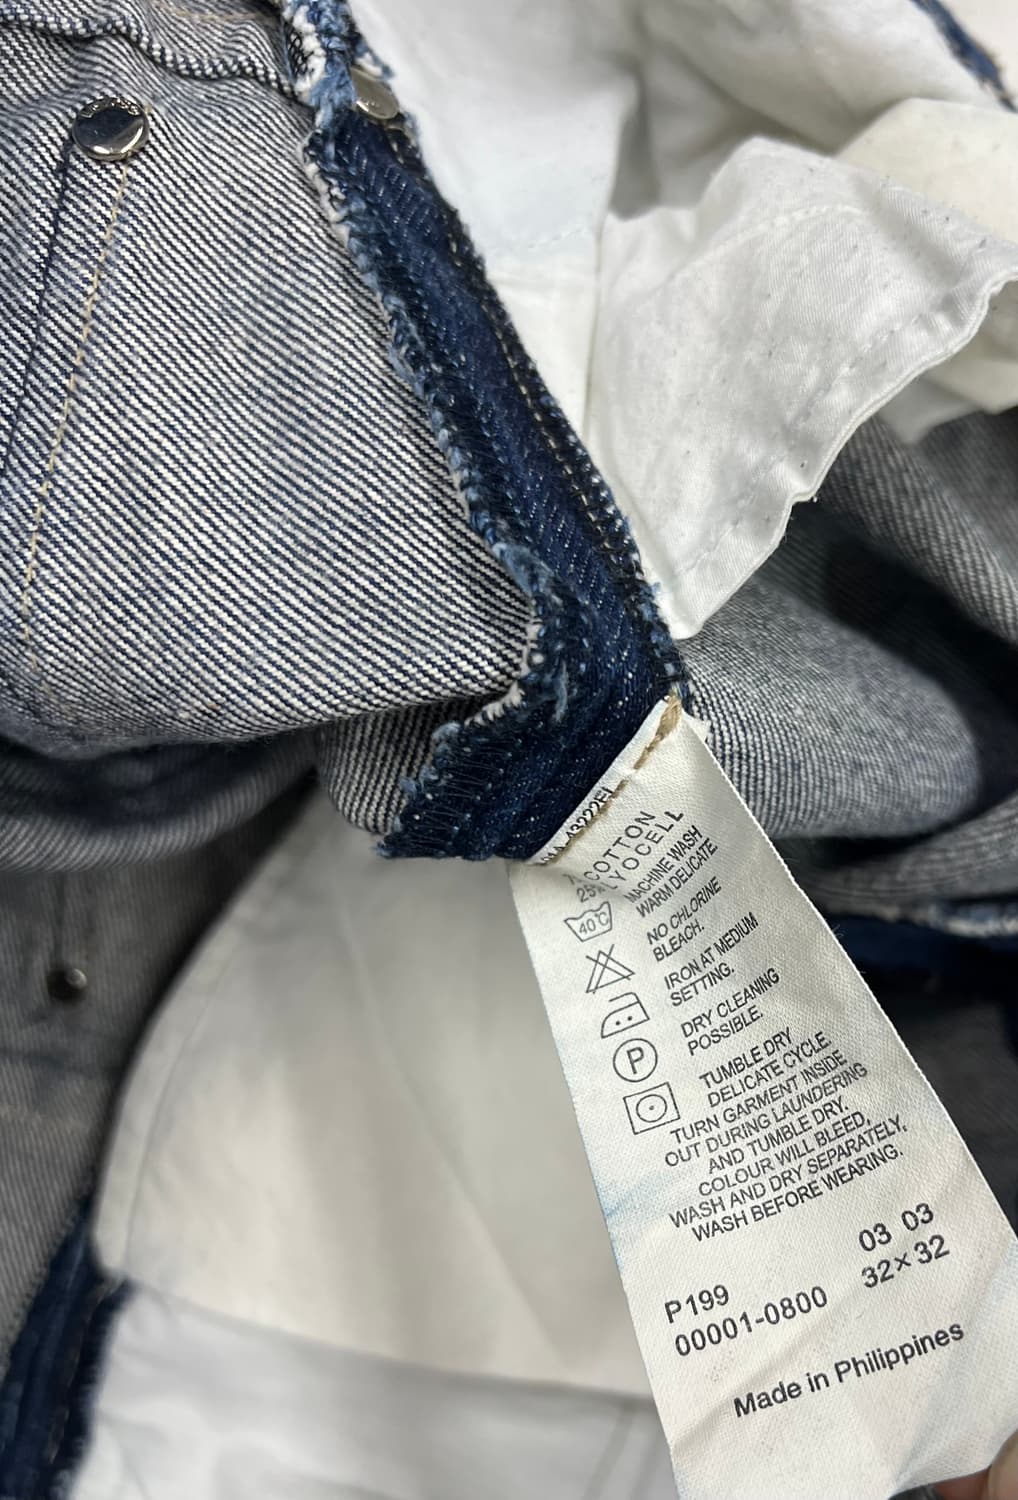 COTTON
25% LYOCELL
40°C
MACHINE WASH
WARM DELICATE.
NO CHLORINE
BLEACH.
IRON AT MEDIUM
SETTING.
P
DRY CLEANING
POSSIBLE.
TUMBLE DRY
DELICATE CYCLE.
TURN GARMENT INSIDE
OUT DURING LAUNDERING
AND TUMBLE DRY.
COLOUR WILL BLEED,
WASH AND DRY SEPARATELY,
WASH BEFORE WEARING.
03 03
32×32
P199
00001-0800
Made in Philippines